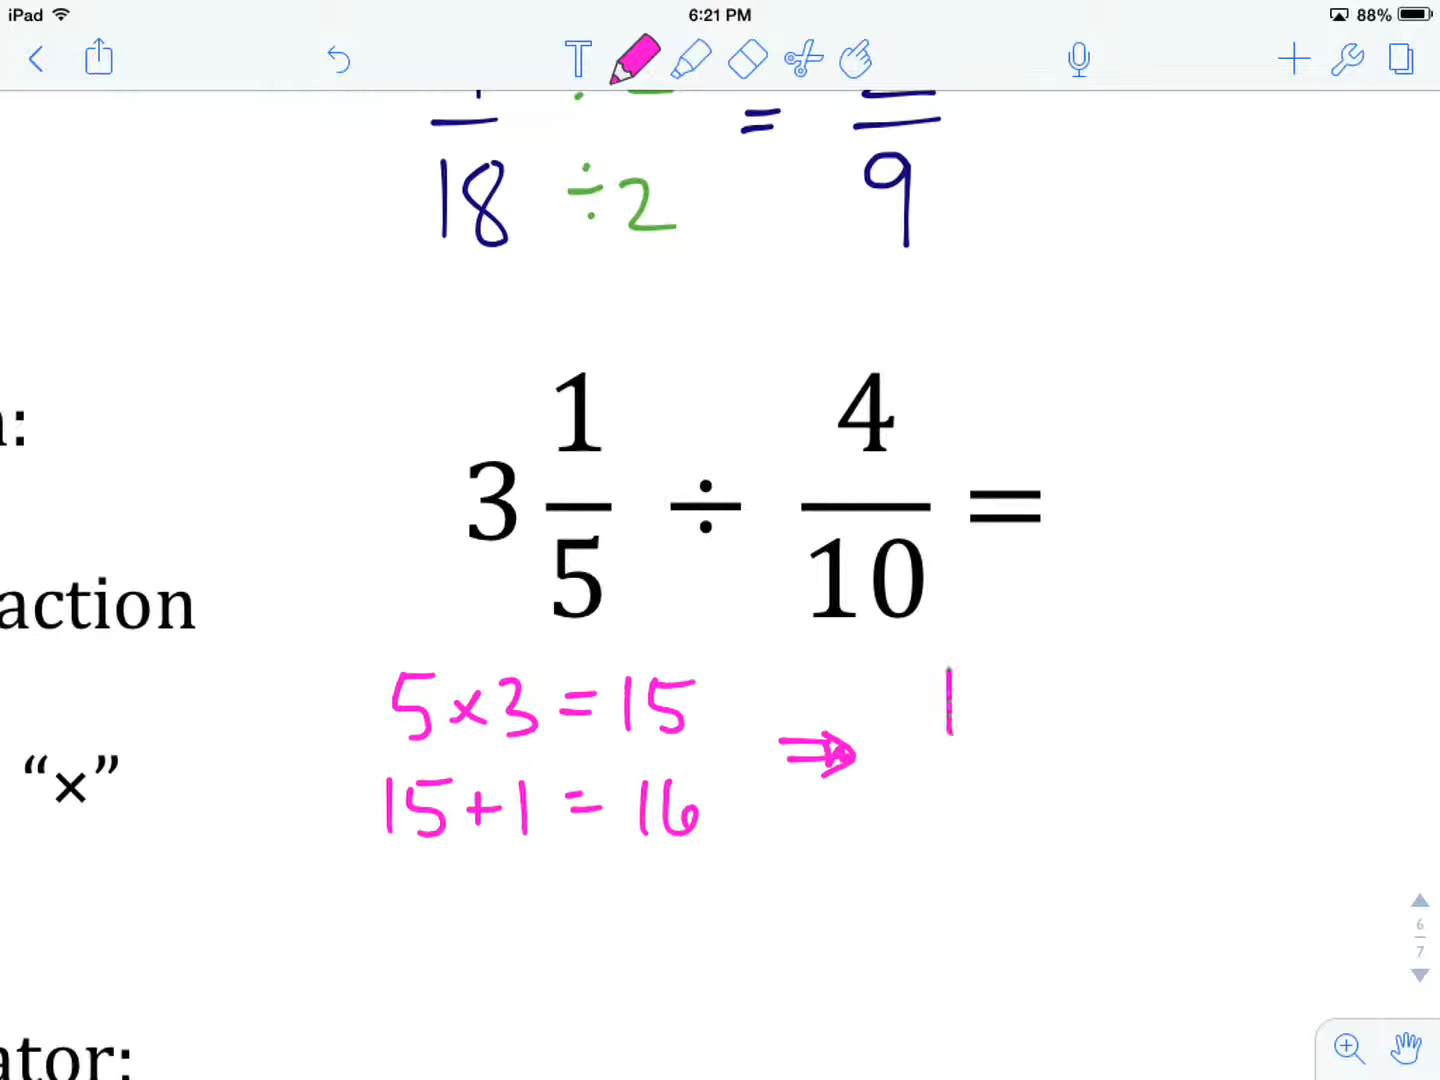 iPad 6:21 PM 88%
18 ÷2 = 9
n:
3 1/5 ÷ 4/10 =
action
5×3=15 ⇒ 1
"×"
15+1=16
6
7
ator: